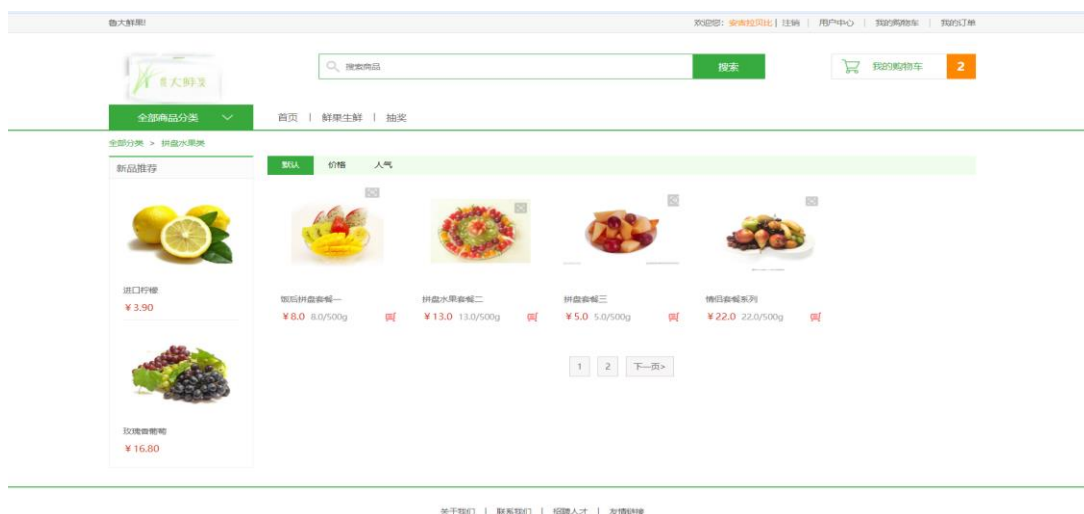 鲁大鲜果!
欢迎您：安吉拉贝比 | 注销 | 用户中心 | 我的购物车 | 我的订单
大鲜果
搜索商品
搜索
我的购物车
2
全部商品分类
首页 | 鲜果生鲜 | 抽奖
全部分类 > 拼盘水果类
新品推荐
默认 价格 人气
进口柠檬
¥ 3.90
玫瑰香葡萄
¥ 16.80
饭后拼盘套餐一
¥ 8.0 8.0/500g
拼盘水果套餐二
¥ 13.0 13.0/500g
拼盘套餐三
¥ 5.0 5.0/500g
情侣套餐系列
¥ 22.0 22.0/500g
1 2 下一页>
关于我们 | 联系我们 | 招聘人才 | 友情链接